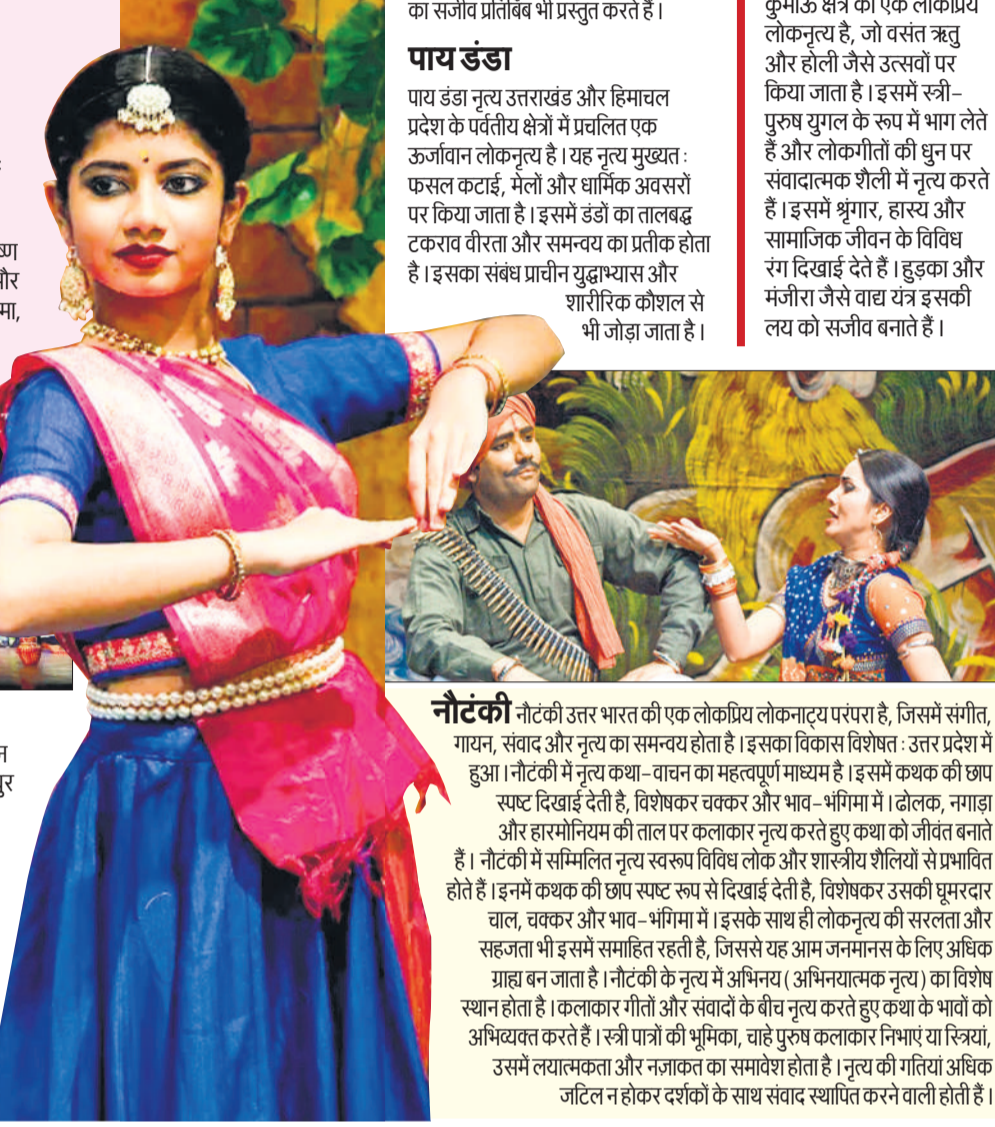 का सजीव प्रतिबिंब भी प्रस्तुत करते हैं।
पाय डंडा
पाय डंडा नृत्य उत्तराखंड और हिमाचल
प्रदेश के पर्वतीय क्षेत्रों में प्रचलित एक
ऊर्जावान लोकनृत्य है। यह नृत्य मुख्यत:
फसल कटाई, मेलों और धार्मिक अवसरों
पर किया जाता है। इसमें डंडों का तालबद्ध
टकराव वीरता और समन्वय का प्रतीक होता
है। इसका संबंध प्राचीन युद्धाभ्यास और
शारीरिक कौशल से
भी जोड़ा जाता है।
कुमाऊं क्षेत्र का एक लोकप्रिय
लोकनृत्य है, जो वसंत ऋतु
और होली जैसे उत्सवों पर
किया जाता है। इसमें स्त्री-
पुरुष युगल के रूप में भाग लेते
हैं और लोकगीतों की धुन पर
संवादात्मक शैली में नृत्य करते
हैं। इसमें श्रृंगार, हास्य और
सामाजिक जीवन के विविध
रंग दिखाई देते हैं। हुड़का और
मंजीरा जैसे वाद्य यंत्र इसकी
लय को सजीव बनाते हैं।
नौटंकी नौटंकी उत्तर भारत की एक लोकप्रिय लोकनाट्य परंपरा है, जिसमें संगीत,
गायन, संवाद और नृत्य का समन्वय होता है। इसका विकास विशेषत: उत्तर प्रदेश में
हुआ। नौटंकी में नृत्य कथा-वाचन का महत्वपूर्ण माध्यम है। इसमें कथक की छाप
स्पष्ट दिखाई देती है, विशेषकर चक्कर और भाव-भंगिमा में। ढोलक, नगाड़ा
और हारमोनियम की ताल पर कलाकार नृत्य करते हुए कथा को जीवंत बनाते
हैं। नौटंकी में सम्मिलित नृत्य स्वरूप विविध लोक और शास्त्रीय शैलियों से प्रभावित
होते हैं। इनमें कथक की छाप स्पष्ट रूप से दिखाई देती है, विशेषकर उसकी घूमरदार
चाल, चक्कर और भाव-भंगिमा में। इसके साथ ही लोकनृत्य की सरलता और
सहजता भी इसमें समाहित रहती है, जिससे यह आम जनमानस के लिए अधिक
ग्राह्य बन जाता है। नौटंकी के नृत्य में अभिनय (अभिनयात्मक नृत्य) का विशेष
स्थान होता है। कलाकार गीतों और संवादों के बीच नृत्य करते हुए कथा के भावों को
अभिव्यक्त करते हैं। स्त्री पात्रों की भूमिका, चाहे पुरुष कलाकार निभाएं या स्त्रियां,
उसमें लयात्मकता और नज़ाकत का समावेश होता है। नृत्य की गतियां अधिक
जटिल न होकर दर्शकों के साथ संवाद स्थापित करने वाली होती हैं।